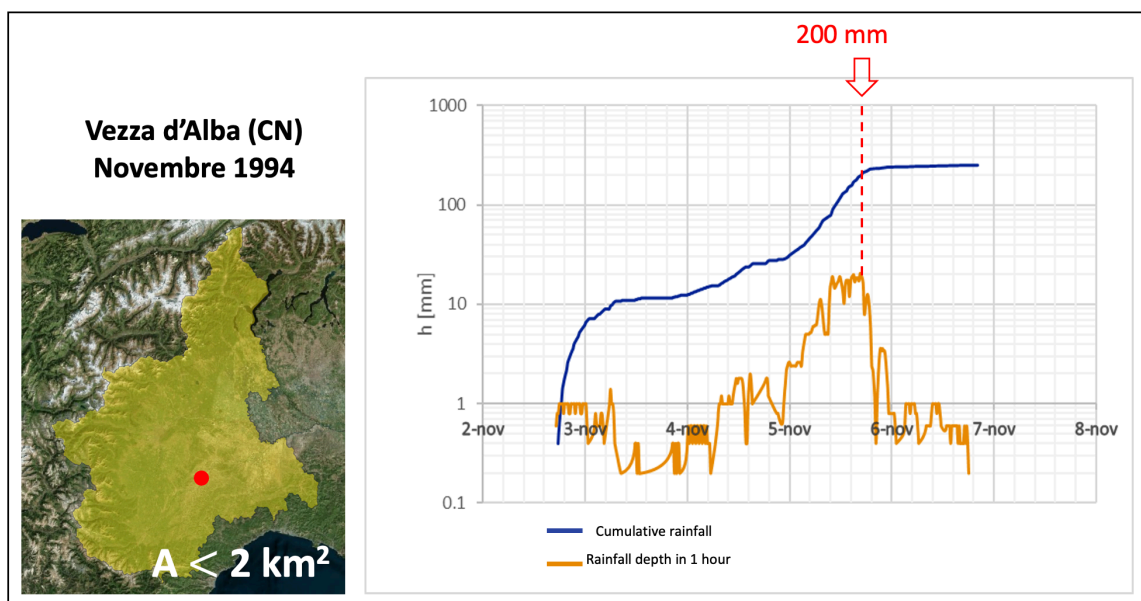 200 mm
Vezza d'Alba (CN)
Novembre 1994
h [mm]
1000
100
10
1
0.1
2-nov 3-nov 4-nov 5-nov 6-nov 7-nov 8-nov
Cumulative rainfall
Rainfall depth in 1 hour
A < 2 km²